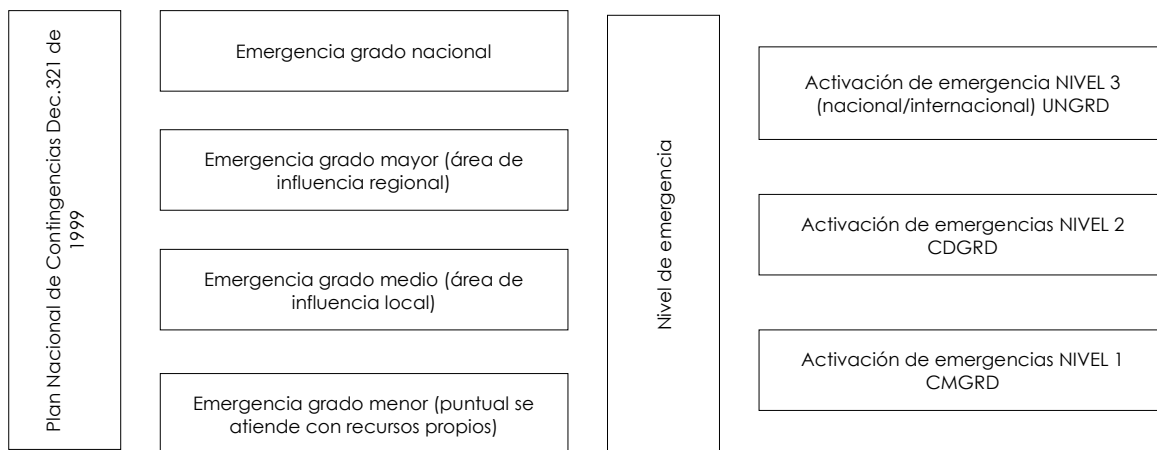 Plan Nacional de Contingencias Dec.321 de
1999
Emergencia grado nacional
Emergencia grado mayor (área de
influencia regional)
Emergencia grado medio (área de
influencia local)
Emergencia grado menor (puntual se
atiende con recursos propios)
Nivel de emergencia
Activación de emergencia NIVEL 3
(nacional/internacional) UNGRD
Activación de emergencias NIVEL 2
CDGRD
Activación de emergencias NIVEL 1
CMGRD